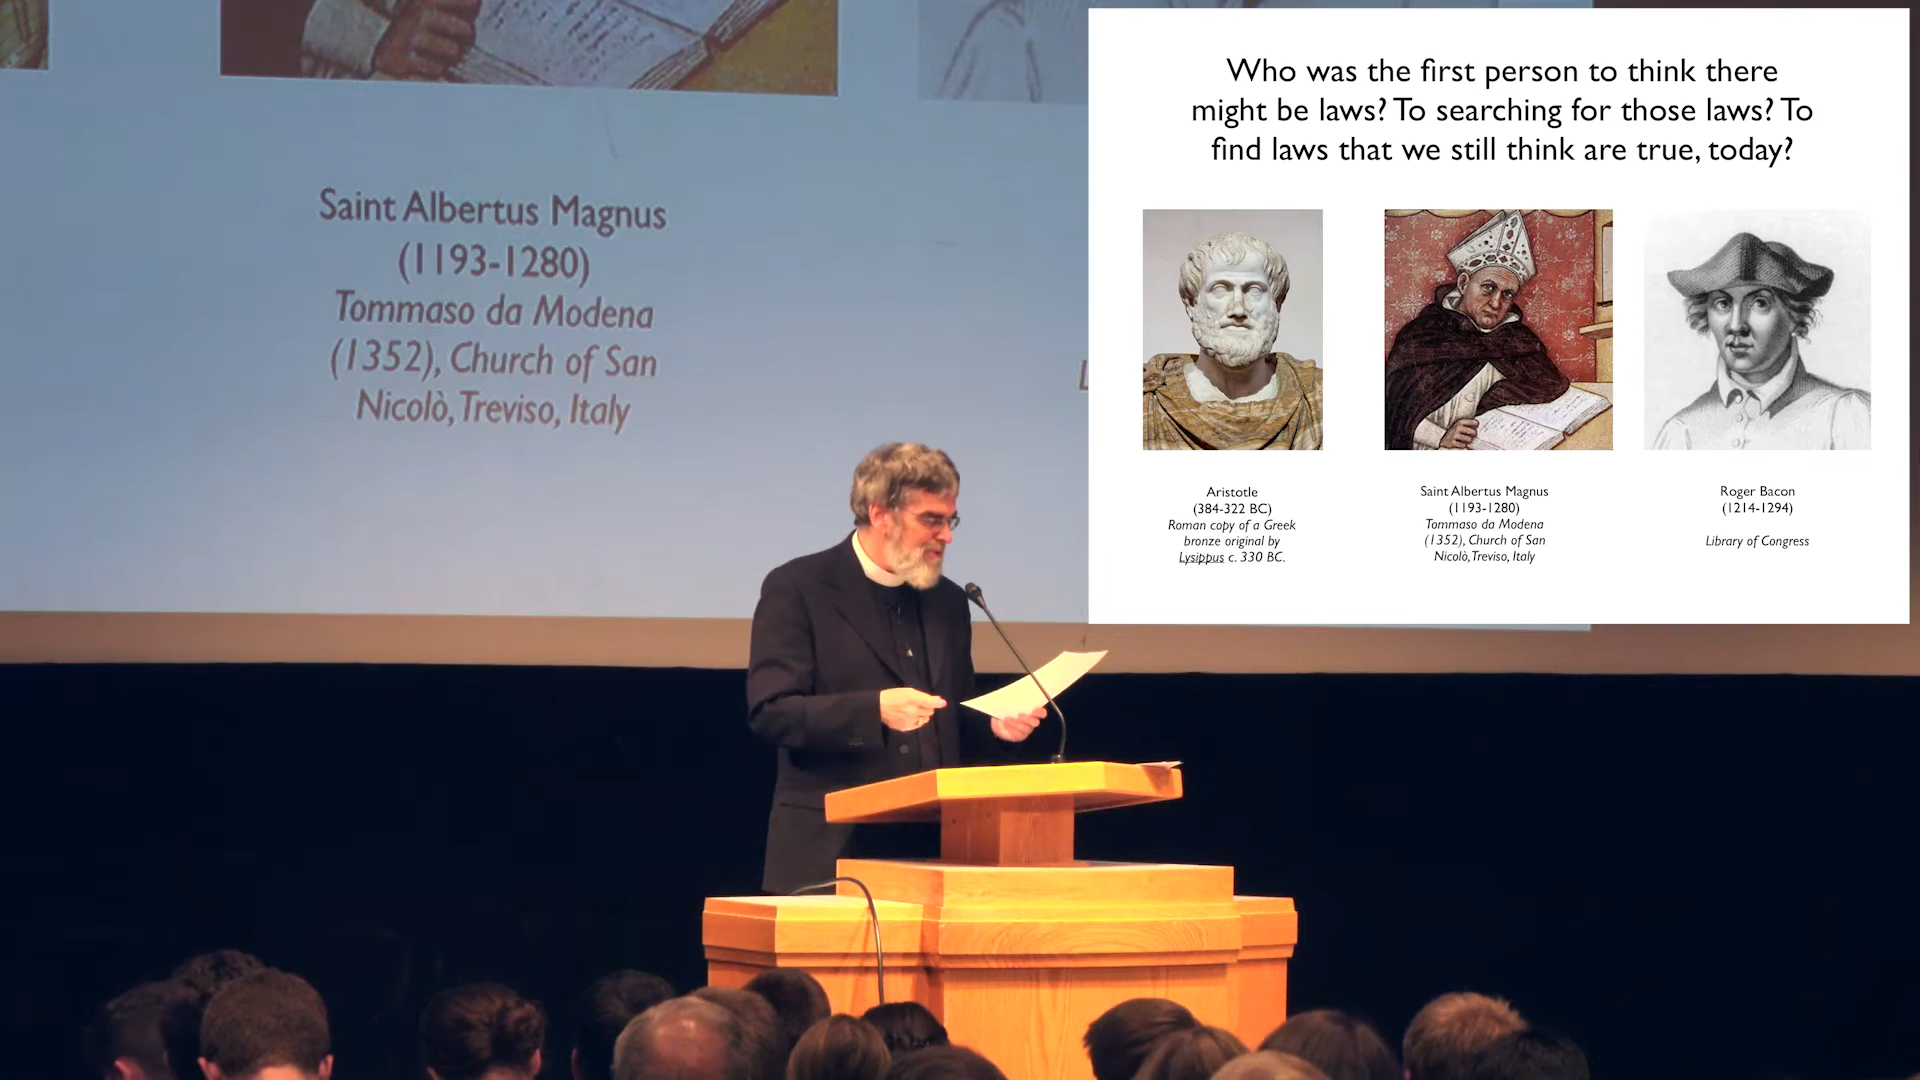 Saint Albertus Magnus
(1193-1280)
Tommaso da Modena
(1352), Church of San
Nicolò, Treviso, Italy
Who was the first person to think there
might be laws? To searching for those laws? To
find laws that we still think are true, today?
Aristotle
(384-322 BC)
Roman copy of a Greek
bronze original by
Lysippus c. 330 BC.
Saint Albertus Magnus
(1193-1280)
Tommaso da Modena
(1352), Church of San
Nicolò, Treviso, Italy
Roger Bacon
(1214-1294)
Library of Congress